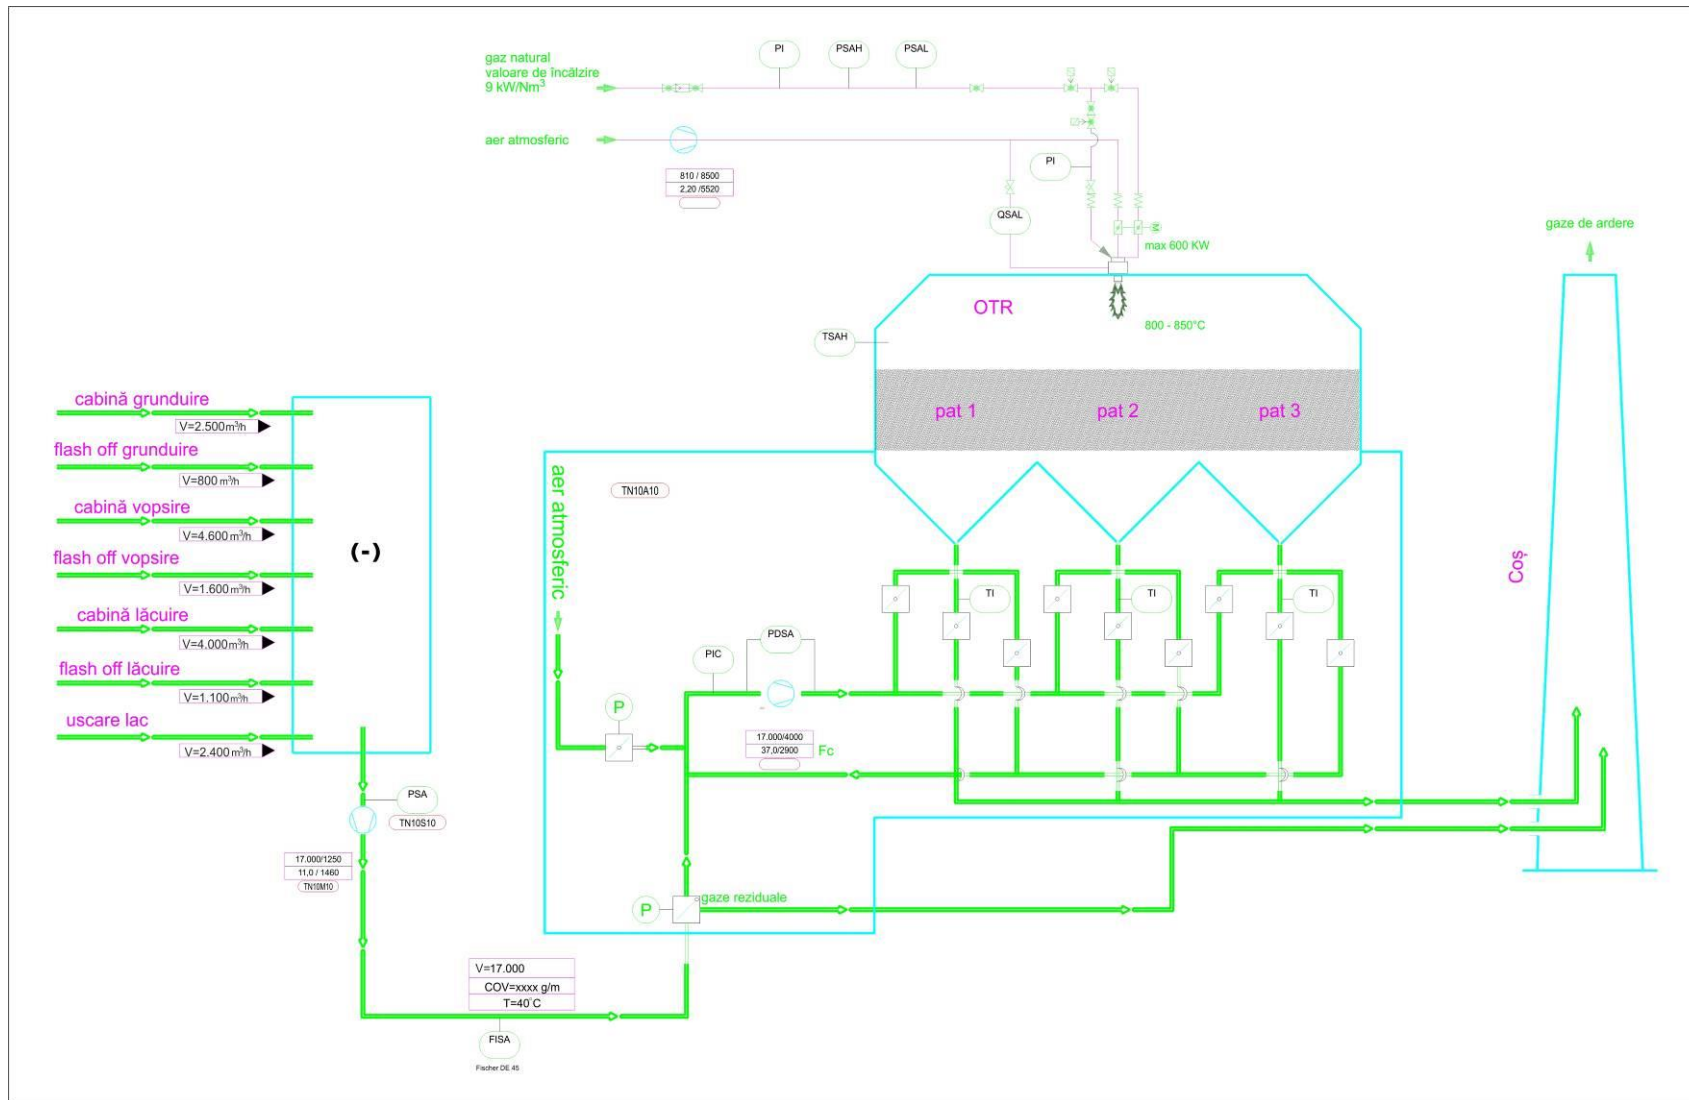 gaz natural
valoare de încălzire
9 kW/Nm³
PI
PSAH
PSAL
aer atmosferic
810 / 8500
2,20 /5520
PI
QSAL
M
max 600 KW
gaze de ardere
OTR
800 - 850°C
TSAH
pat 1
pat 2
pat 3
cabină grunduire
V=2.500m³/h
flash off grunduire
V=800 m³/h
cabină vopsire
V=4.600m³/h
flash off vopsire
V=1.600m³/h
cabină lăcuire
V=4.000m³/h
flash off lăcuire
V=1.100m³/h
uscare lac
V=2.400m³/h
(-)
aer atmosferic
TN10A10
Coș
TI
TI
TI
PIC
PDSA
P
17.000/4000
37,0/2900
Fc
PSA
TN10S10
17.000/1250
11,0 / 1460
TN10M10
P
gaze reziduale
V=17.000
COV=xxxx g/m
T=40°C
FISA
Fischer DE 45